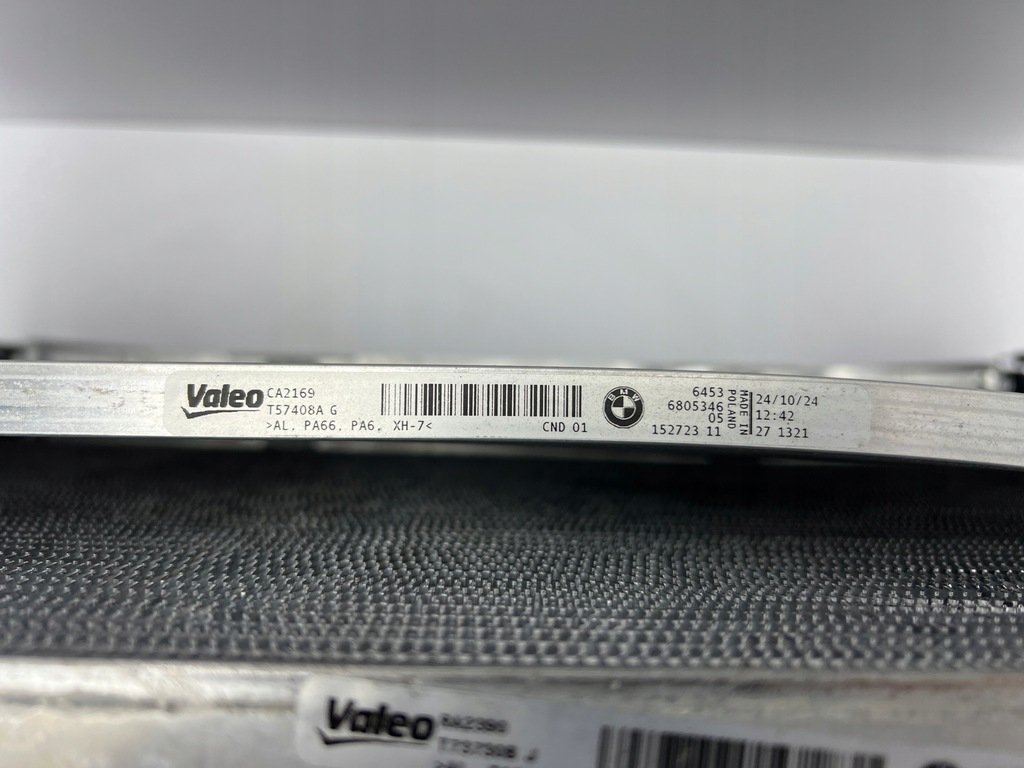 Valeo CA2169
T57408A G
>AL. PA66. PA6. XH-7<
CND 01
BMW
6453
6805346
05
152723 11
MADE IN
POLAND
24/10/24
12:42
27 1321
Valeo